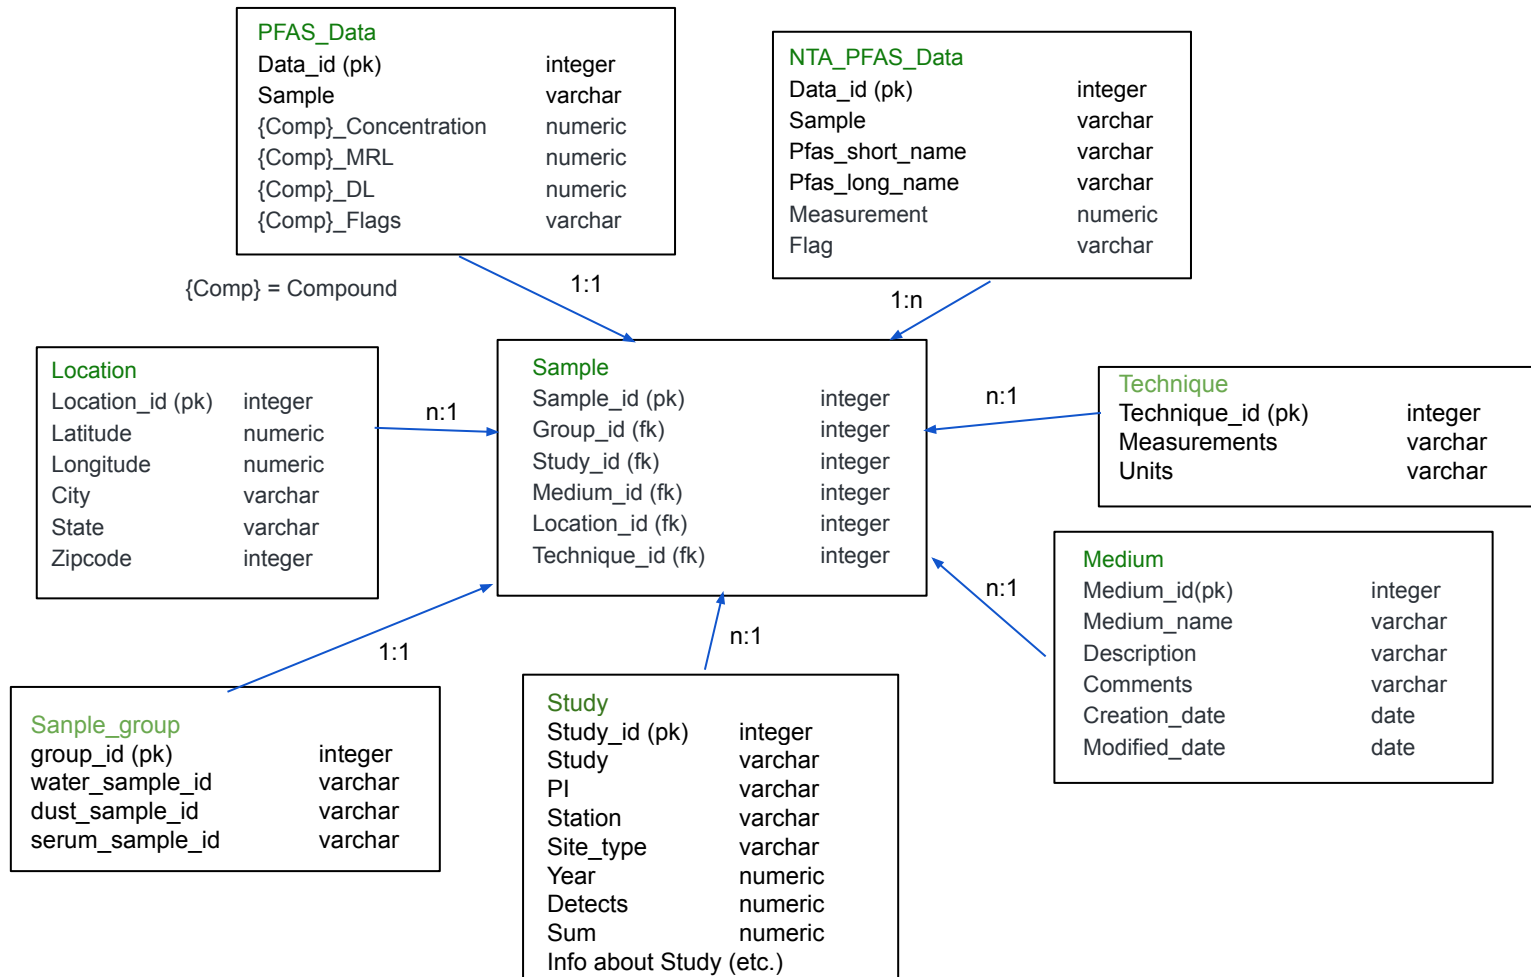 PFAS_Data
Data_id (pk) integer
Sample varchar
{Comp}_Concentration numeric
{Comp}_MRL numeric
{Comp}_DL numeric
{Comp}_Flags varchar
NTA_PFAS_Data
Data_id (pk) integer
Sample varchar
Pfas_short_name varchar
Pfas_long_name varchar
Measurement numeric
Flag varchar
{Comp} = Compound
1:1
1:n
Location
Location_id (pk) integer
Latitude numeric
Longitude numeric
City varchar
State varchar
Zipcode integer
n:1
Sample
Sample_id (pk) integer
Group_id (fk) integer
Study_id (fk) integer
Medium_id (fk) integer
Location_id (fk) integer
Technique_id (fk) integer
n:1
Technique
Technique_id (pk) integer
Measurements varchar
Units varchar
n:1
Medium
Medium_id(pk) integer
Medium_name varchar
Description varchar
Comments varchar
Creation_date date
Modified_date date
1:1
n:1
Sanple_group
group_id (pk) integer
water_sample_id varchar
dust_sample_id varchar
serum_sample_id varchar
Study
Study_id (pk) integer
Study varchar
PI varchar
Station varchar
Site_type varchar
Year numeric
Detects numeric
Sum numeric
Info about Study (etc.)